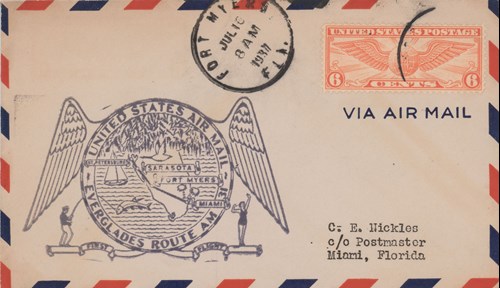 FORT MYERS
JUL 16
8 AM
1937
FLA.
UNITED STATES POSTAGE
6 CENTS 6
VIA AIR MAIL
UNITED STATES AIR MAIL
ST. PETERSBURG
SARASOTA
FORT MYERS
MIAMI
EVERGLADES ROUTE AM
FIRST FLIGHT
C. E. Nickles
c/o Postmaster
Miami, Florida